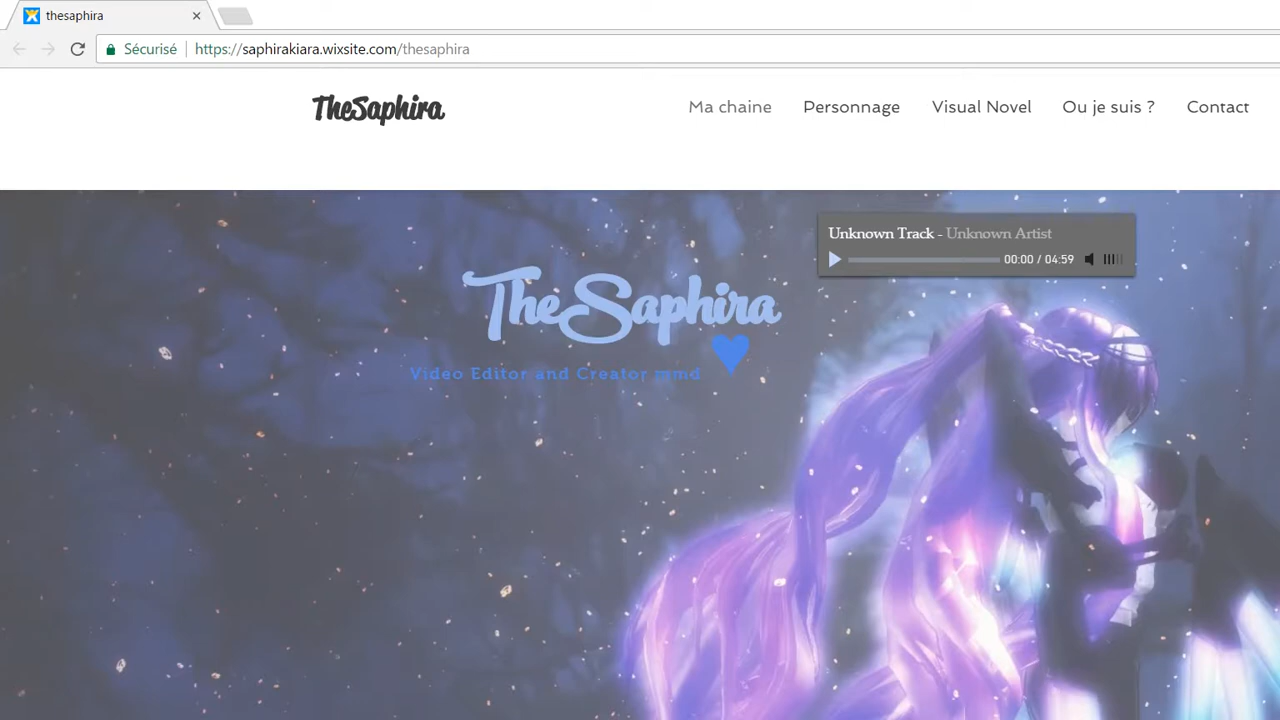 thesaphira
Sécurisé
https://saphirakiara.wixsite.com/thesaphira
TheSaphira
Ma chaine
Personnage
Visual Novel
Ou je suis ?
Contact
Unknown Track - Unknown Artist
00:00 / 04:59
TheSaphira
Video Editor and Creator mmd